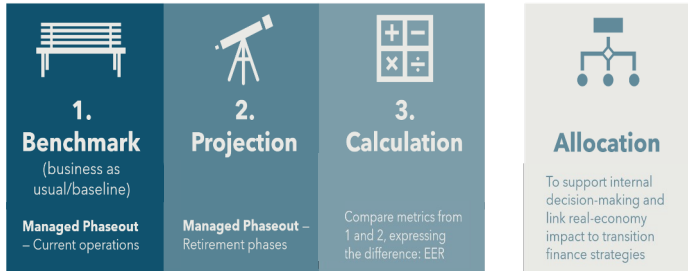 1.
Benchmark
(business as
usual/baseline)
Managed Phaseout
– Current operations
2.
Projection
Managed Phaseout –
Retirement phases
3.
Calculation
Compare metrics from
1 and 2, expressing
the difference: EER
Allocation
To support internal
decision-making and
link real-economy
impact to transition
finance strategies